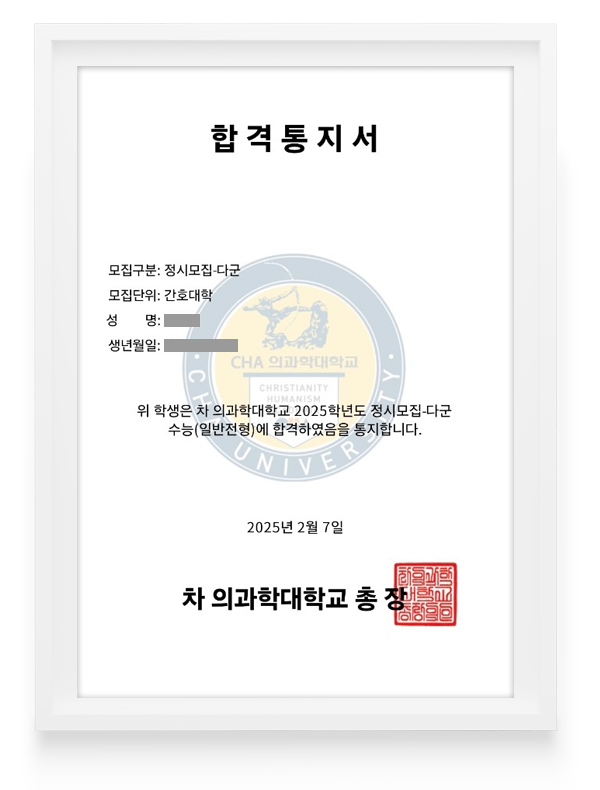 합격통지서
모집구분: 정시모집-다군
모집단위: 간호대학
성 명:
생년월일:
CHA 의과학대학교
CHRISTIANITY
HUMANISM
CHA UNIVERSITY
위 학생은 차 의과학대학교 2025학년도 정시모집-다군
수능(일반전형)에 합격하였음을 통지합니다.
2025년 2월 7일
차 의과학대학교 총 장